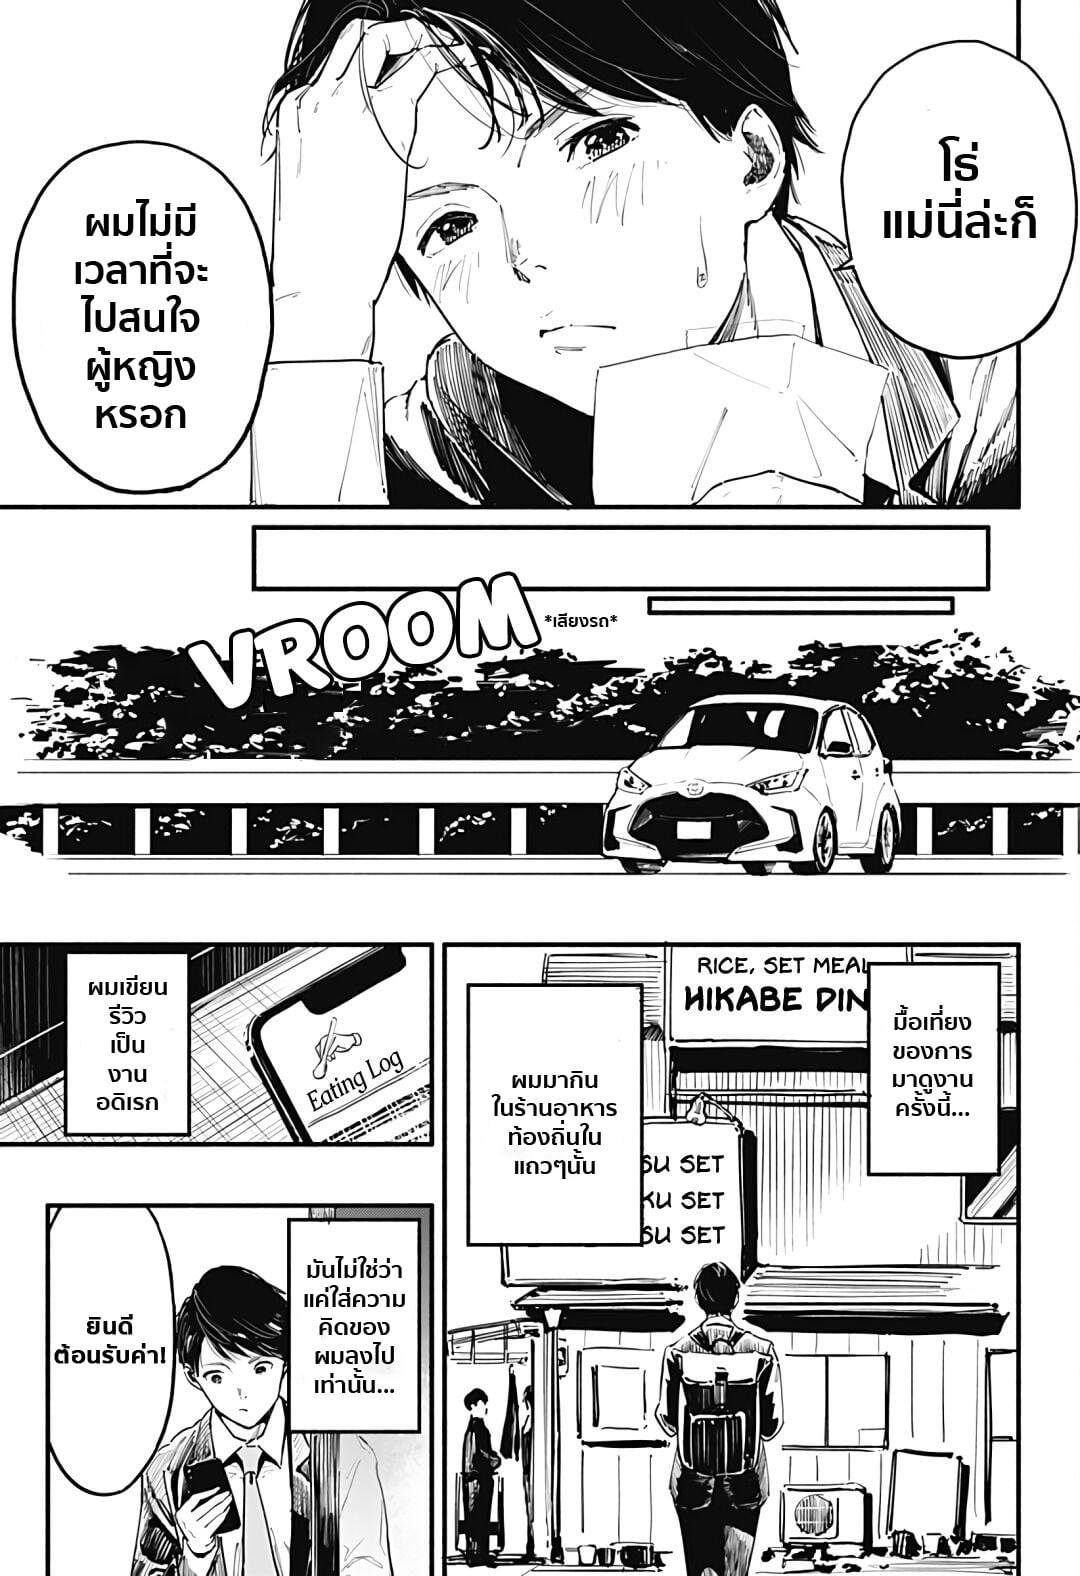 โธ่
แม่นี่ล่ะก็
ผมไม่มี
เวลาที่จะ
ไปสนใจ
ผู้หญิง
หรอก
VROOM
*เสียงรถ*
RICE, SET MEAL
HIKABE DIN
มื้อเที่ยง
ของการ
มาดูงาน
ครั้งนี้...
ผมมากิน
ในร้านอาหาร
ท้องถิ่นใน
แถวๆนั้น
SU SET
KU SET
SU SET
ผมเขียน
รีวิว
เป็น
งาน
อดิเรก
Eating Log
มันไม่ใช่ว่า
แค่ใส่ความ
คิดของ
ผมลงไป
เท่านั้น...
ยินดี
ต้อนรับค่า!